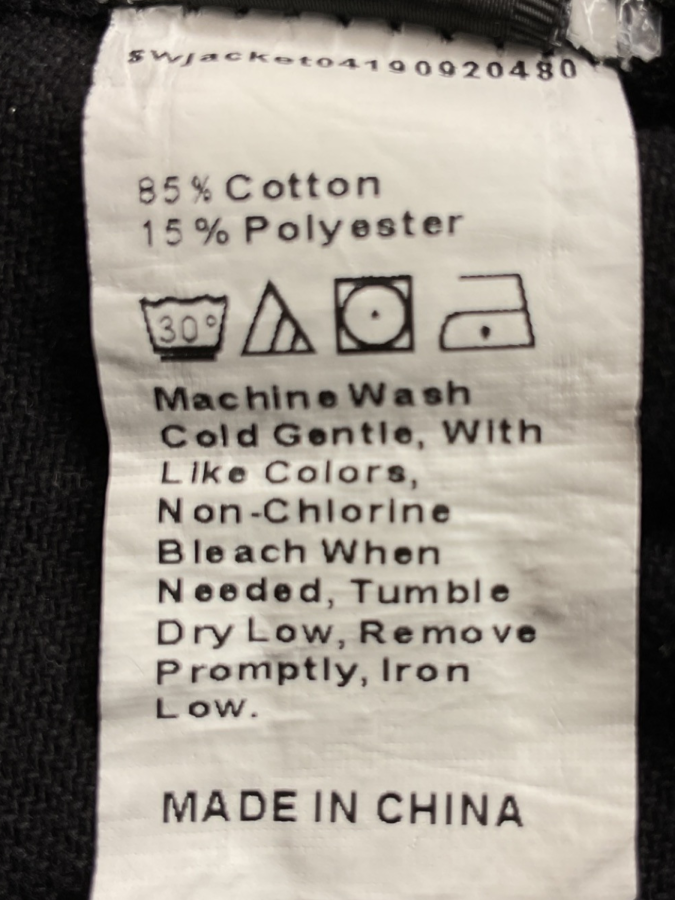 SWjacket04190920480
85% Cotton
15% Polyester
30°
Machine Wash
Cold Gentle, With
Like Colors,
Non-Chlorine
Bleach When
Needed, Tumble
Dry Low, Remove
Promptly, Iron
Low.
MADE IN CHINA